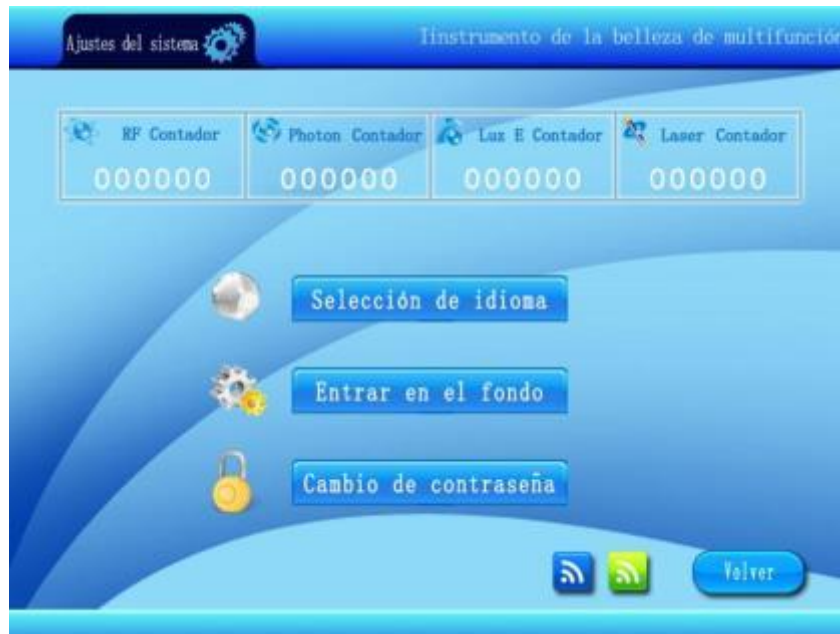 Ajustes del sistema
Iinstrumento de la belleza de multifunción
RF Contador
Photon Contador
Lux E Contador
Laser Contador
000000
000000
000000
000000
Selección de idioma
Entrar en el fondo
Cambio de contraseña
Volver